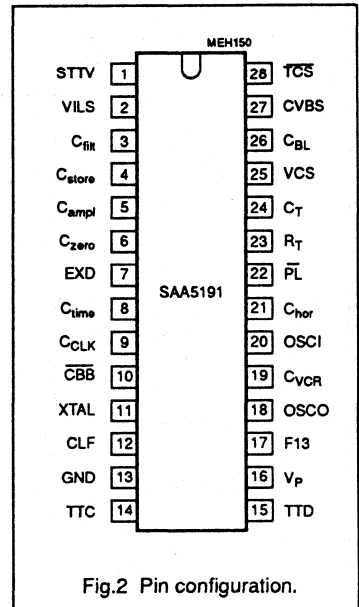 MEH150
STTV 1 28 TCS
VILS 2 27 CVBS
Cfilt 3 26 CBL
Cstore 4 25 VCS
Campl 5 24 CT
Czero 6 23 RT
EXD 7 22 PL
SAA5191
Ctime 8 21 Chor
CCLK 9 20 OSCI
CBB 10 19 CVCR
XTAL 11 18 OSCO
CLF 12 17 F13
GND 13 16 VP
TTC 14 15 TTD
Fig.2 Pin configuration.